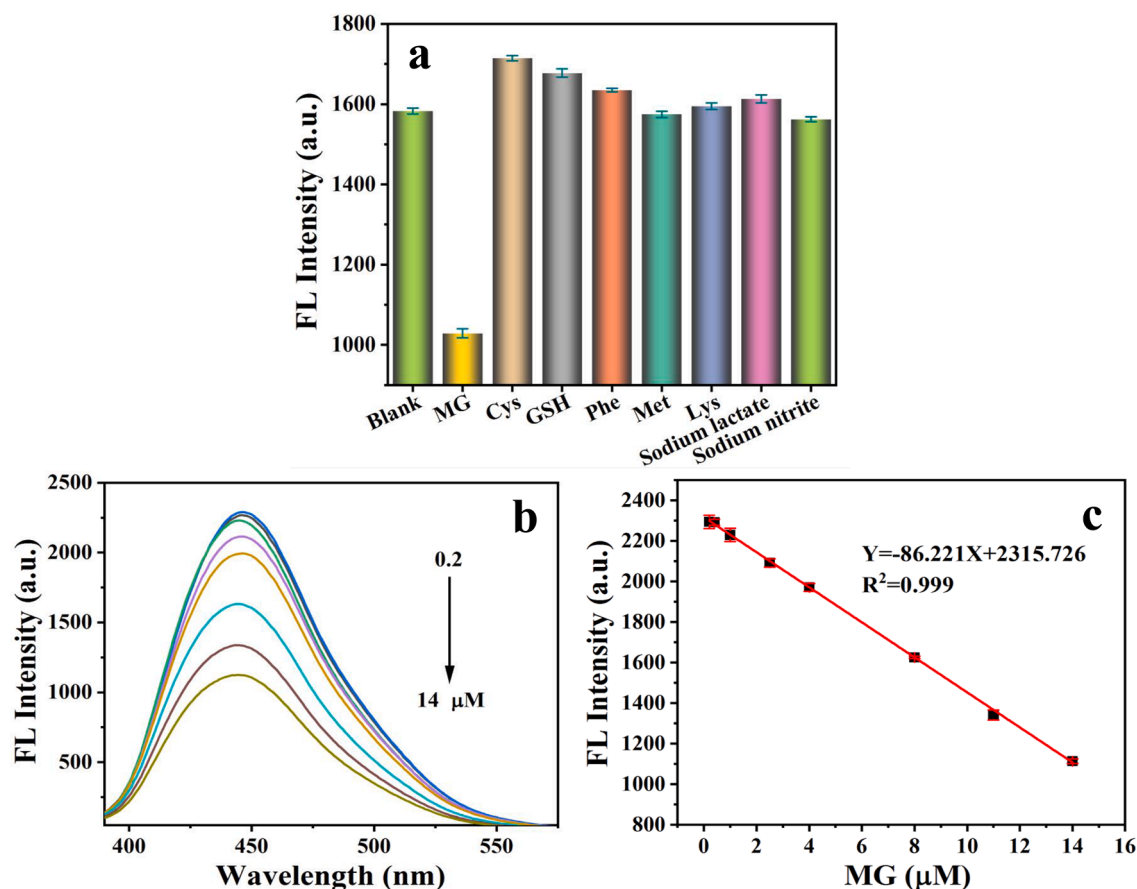 a
FL Intensity (a.u.)
1800
1600
1400
1200
1000
Blank
MG
Cys
GSH
Phe
Met
Lys
Sodium lactate
Sodium nitrite
b
FL Intensity (a.u.)
2500
2000
1500
1000
500
0.2
14 μM
400 450 500 550
Wavelength (nm)
c
FL Intensity (a.u.)
2400
2200
2000
1800
1600
1400
1200
1000
800
Y=-86.221X+2315.726
R²=0.999
0 2 4 6 8 10 12 14 16
MG (μM)